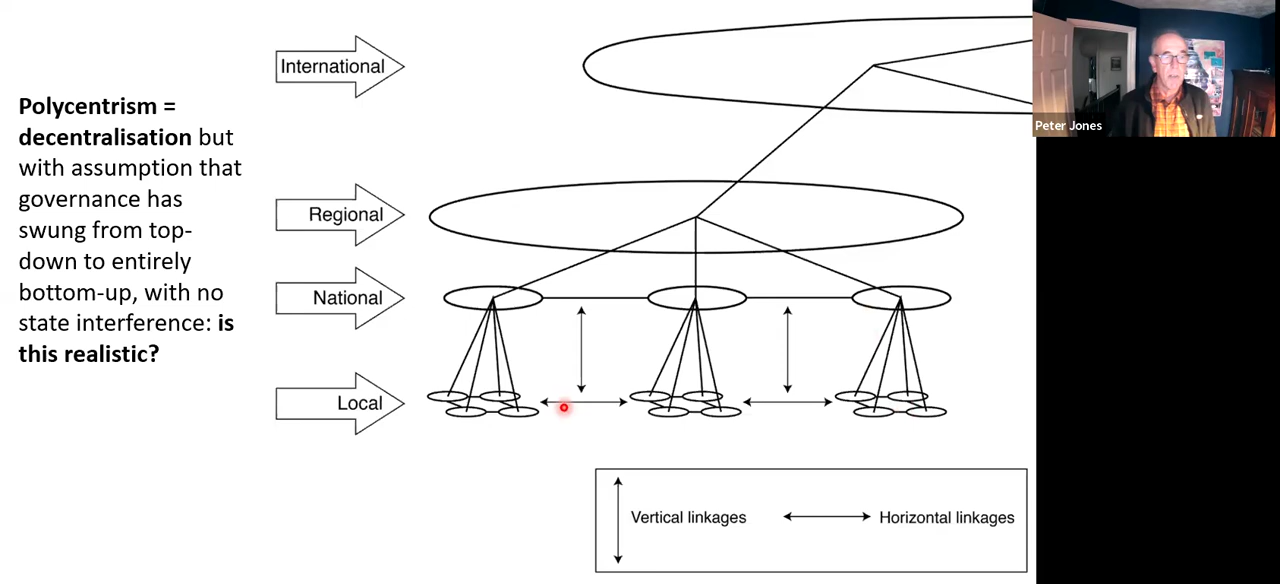 Polycentrism =
decentralisation but
with assumption that
governance has
swung from top-
down to entirely
bottom-up, with no
state interference: is
this realistic?
International
Regional
National
Local
Vertical linkages
Horizontal linkages
Peter Jones